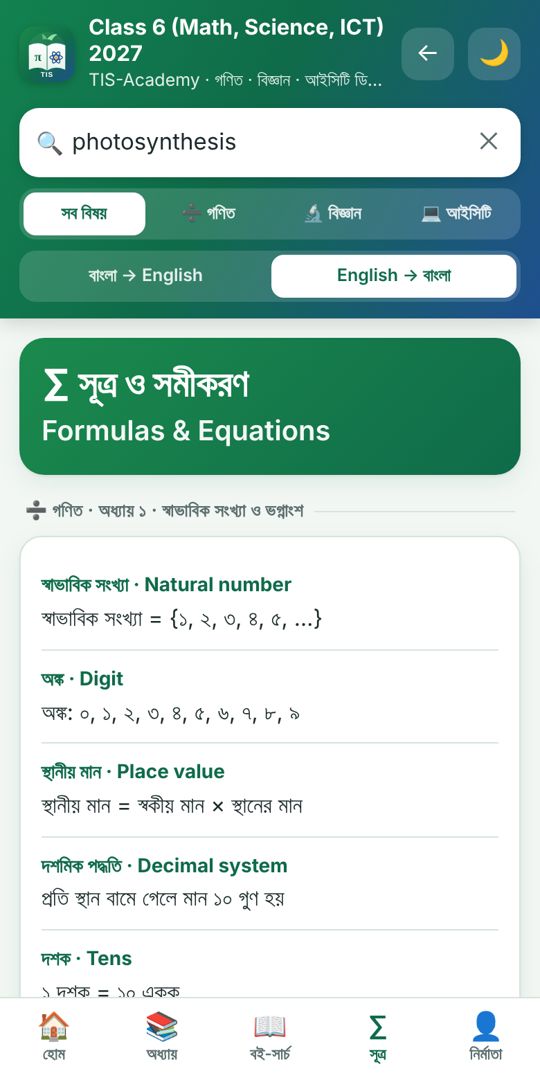 Class 6 (Math, Science, ICT)
2027
TIS-Academy · গণিত · বিজ্ঞান · আইসিটি ডি...
π
TIS
photosynthesis
সব বিষয়
গণিত
বিজ্ঞান
আইসিটি
বাংলা → English
English → বাংলা
∑ সূত্র ও সমীকরণ
Formulas & Equations
➗ গণিত · অধ্যায় ১ · স্বাভাবিক সংখ্যা ও ভগ্নাংশ
স্বাভাবিক সংখ্যা · Natural number
স্বাভাবিক সংখ্যা = {১, ২, ৩, ৪, ৫, ...}
অঙ্ক · Digit
অঙ্ক: ০, ১, ২, ৩, ৪, ৫, ৬, ৭, ৮, ৯
স্থানীয় মান · Place value
স্থানীয় মান = স্বকীয় মান × স্থানের মান
দশমিক পদ্ধতি · Decimal system
প্রতি স্থান বামে গেলে মান ১০ গুণ হয়
দশক · Tens
১ দশক = ১০ একক
হোম
অধ্যায়
বই-সার্চ
∑
সূত্র
নির্মাতা